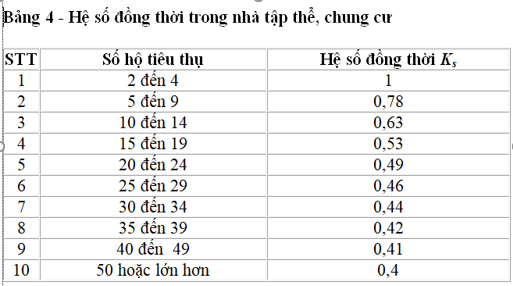 Bảng 4 - Hệ số đồng thời trong nhà tập thể, chung cư
STT Số hộ tiêu thụ Hệ số đồng thời Ks
1 2 đến 4 1
2 5 đến 9 0,78
3 10 đến 14 0,63
4 15 đến 19 0,53
5 20 đến 24 0,49
6 25 đến 29 0,46
7 30 đến 34 0,44
8 35 đến 39 0,42
9 40 đến 49 0,41
10 50 hoặc lớn hơn 0,4